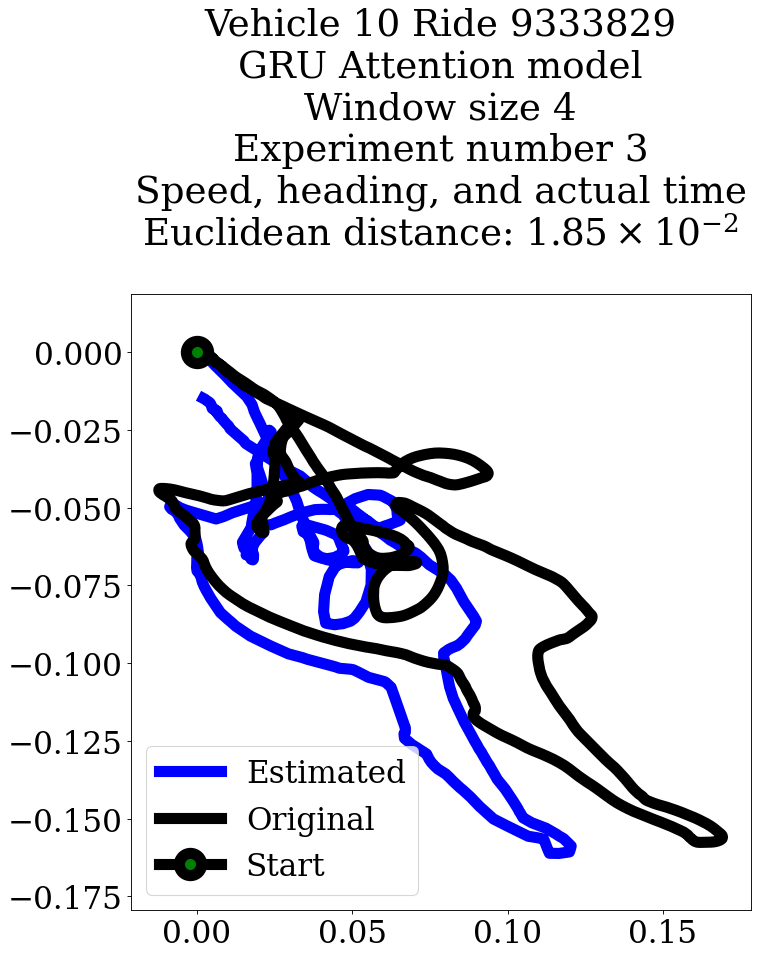 Vehicle 10 Ride 9333829
GRU Attention model
Window size 4
Experiment number 3
Speed, heading, and actual time
Euclidean distance: 1.85 × 10⁻²
0.000
−0.025
−0.050
−0.075
−0.100
−0.125
−0.150
−0.175
Estimated
Original
Start
0.00 0.05 0.10 0.15